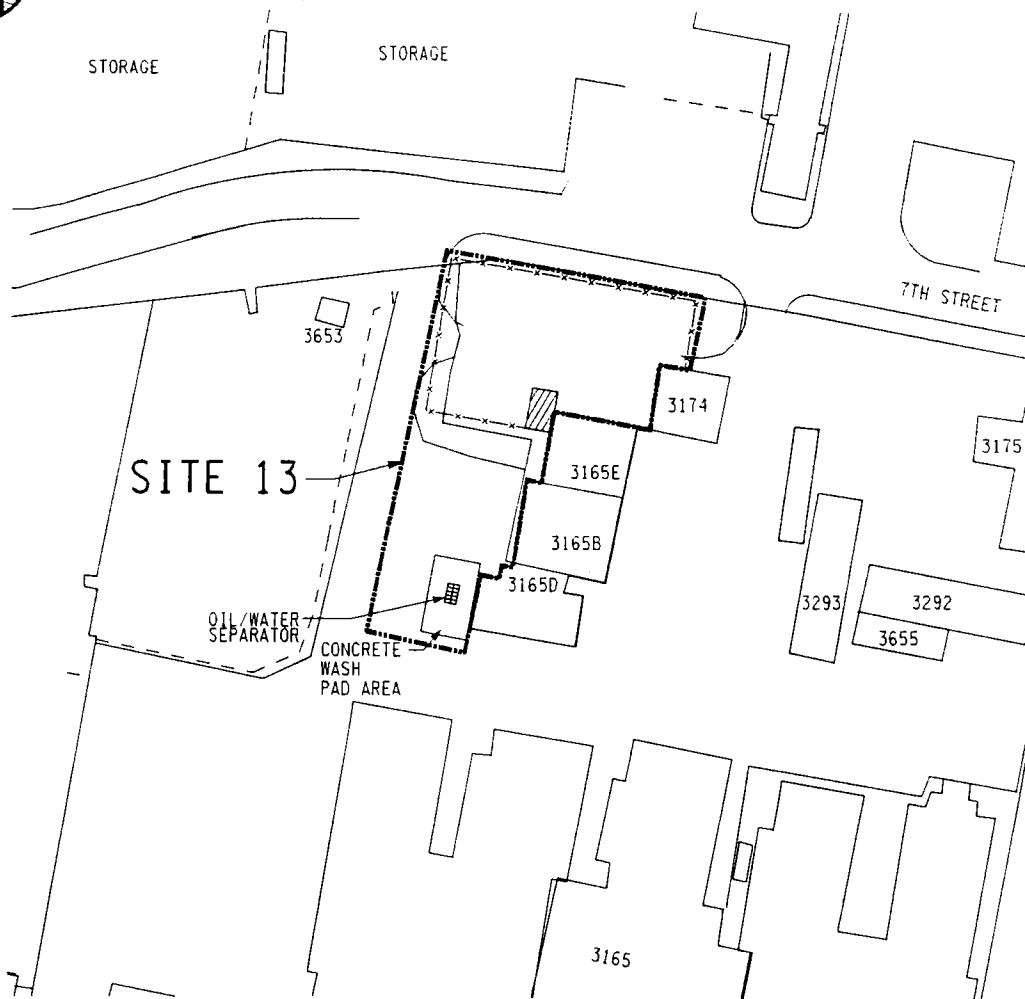 STORAGE
STORAGE
7TH STREET
3653
3174
3175
SITE 13
3165E
3165B
3165D
3293
3292
3655
OIL/WATER
SEPARATOR
CONCRETE
WASH
PAD AREA
3165